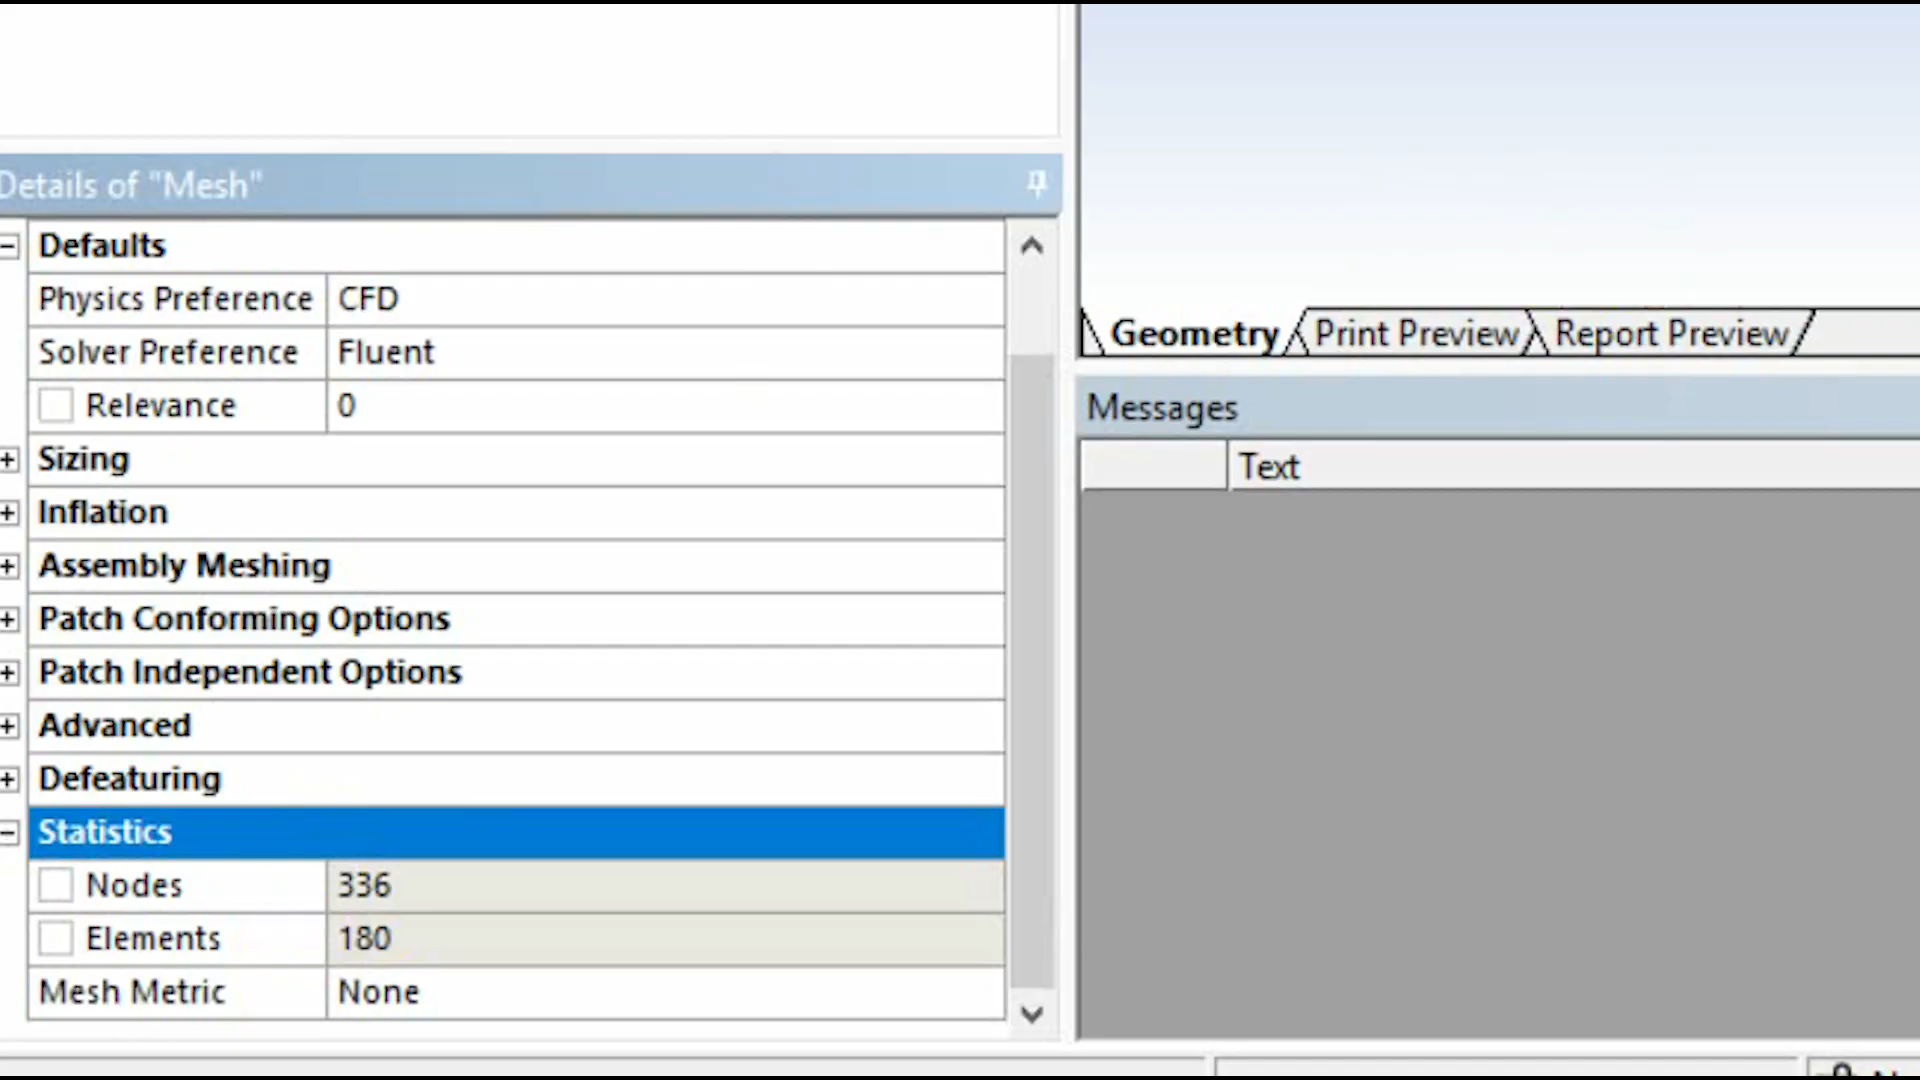 Details of "Mesh"
Defaults
Physics Preference CFD
Solver Preference Fluent
Relevance 0
Sizing
Inflation
Assembly Meshing
Patch Conforming Options
Patch Independent Options
Advanced
Defeaturing
Statistics
Nodes 336
Elements 180
Mesh Metric None
Geometry Print Preview Report Preview
Messages
Text